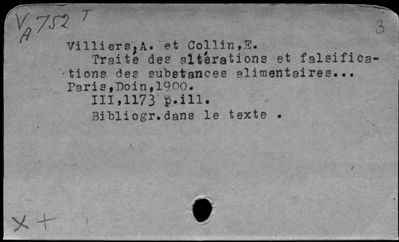 V 752 T
A
3
Villiers,A. et Collin,E.
Traité des altérations et falsifica-
tions des substances alimentaires...
Paris,Doin,1900.
III,1173 p.ill.
Bibliogr.dans le texte .
x +